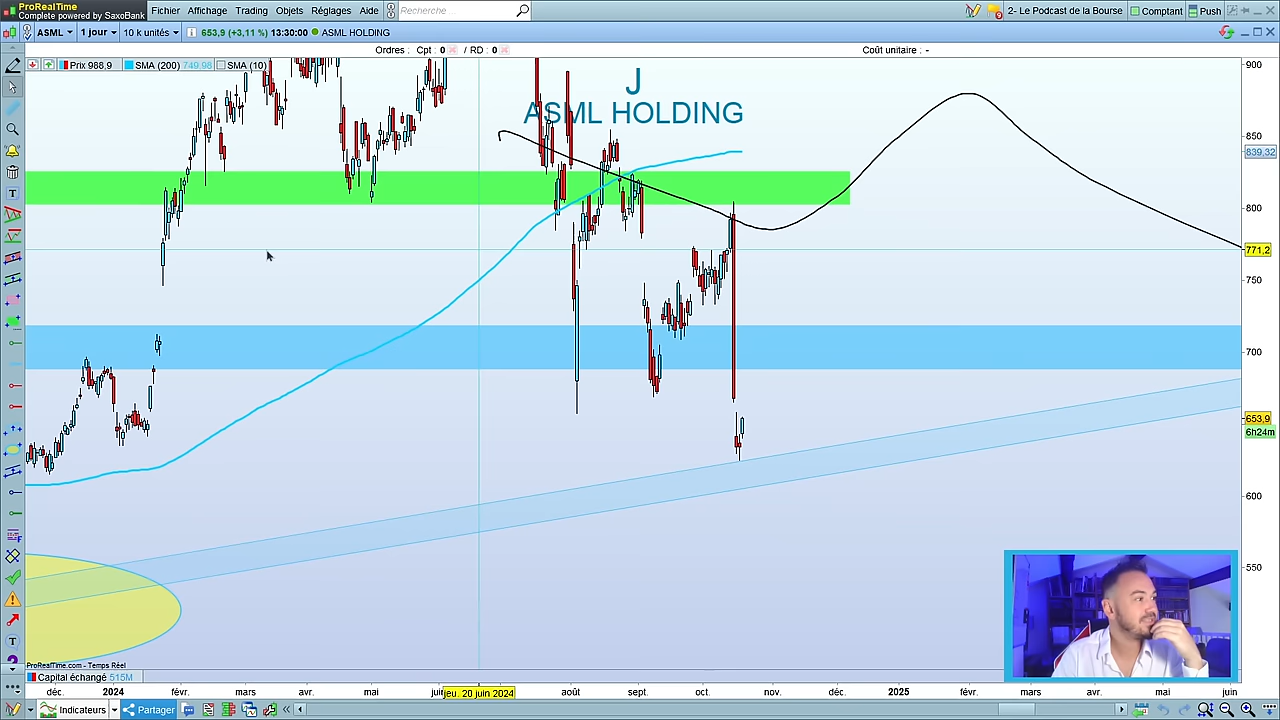 ProRealTime
Complete powered by SaxoBank
Fichier Affichage Trading Objets Réglages Aide Recherche
2- Le Podcast de la Bourse Comptant Push
ASML 1 jour 10 k unités i 653,9 (+3,11 %) 13:30:00 ASML HOLDING
Ordres : Cpt : 0 / RD : 0 Coût unitaire : -
Prix 988,9 SMA (200) 749,98 SMA (10)
J
ASML HOLDING
900
850
839,32
800
771,2
750
700
653,9
6h24m
600
550
ProRealTime.com - Temps Réel
Capital échangé 515M
déc. 2024 févr. mars avr. mai jeu. 20 juin 2024 août sept. oct. nov. déc. 2025 févr. mars avr. mai juin
Indicateurs Partager